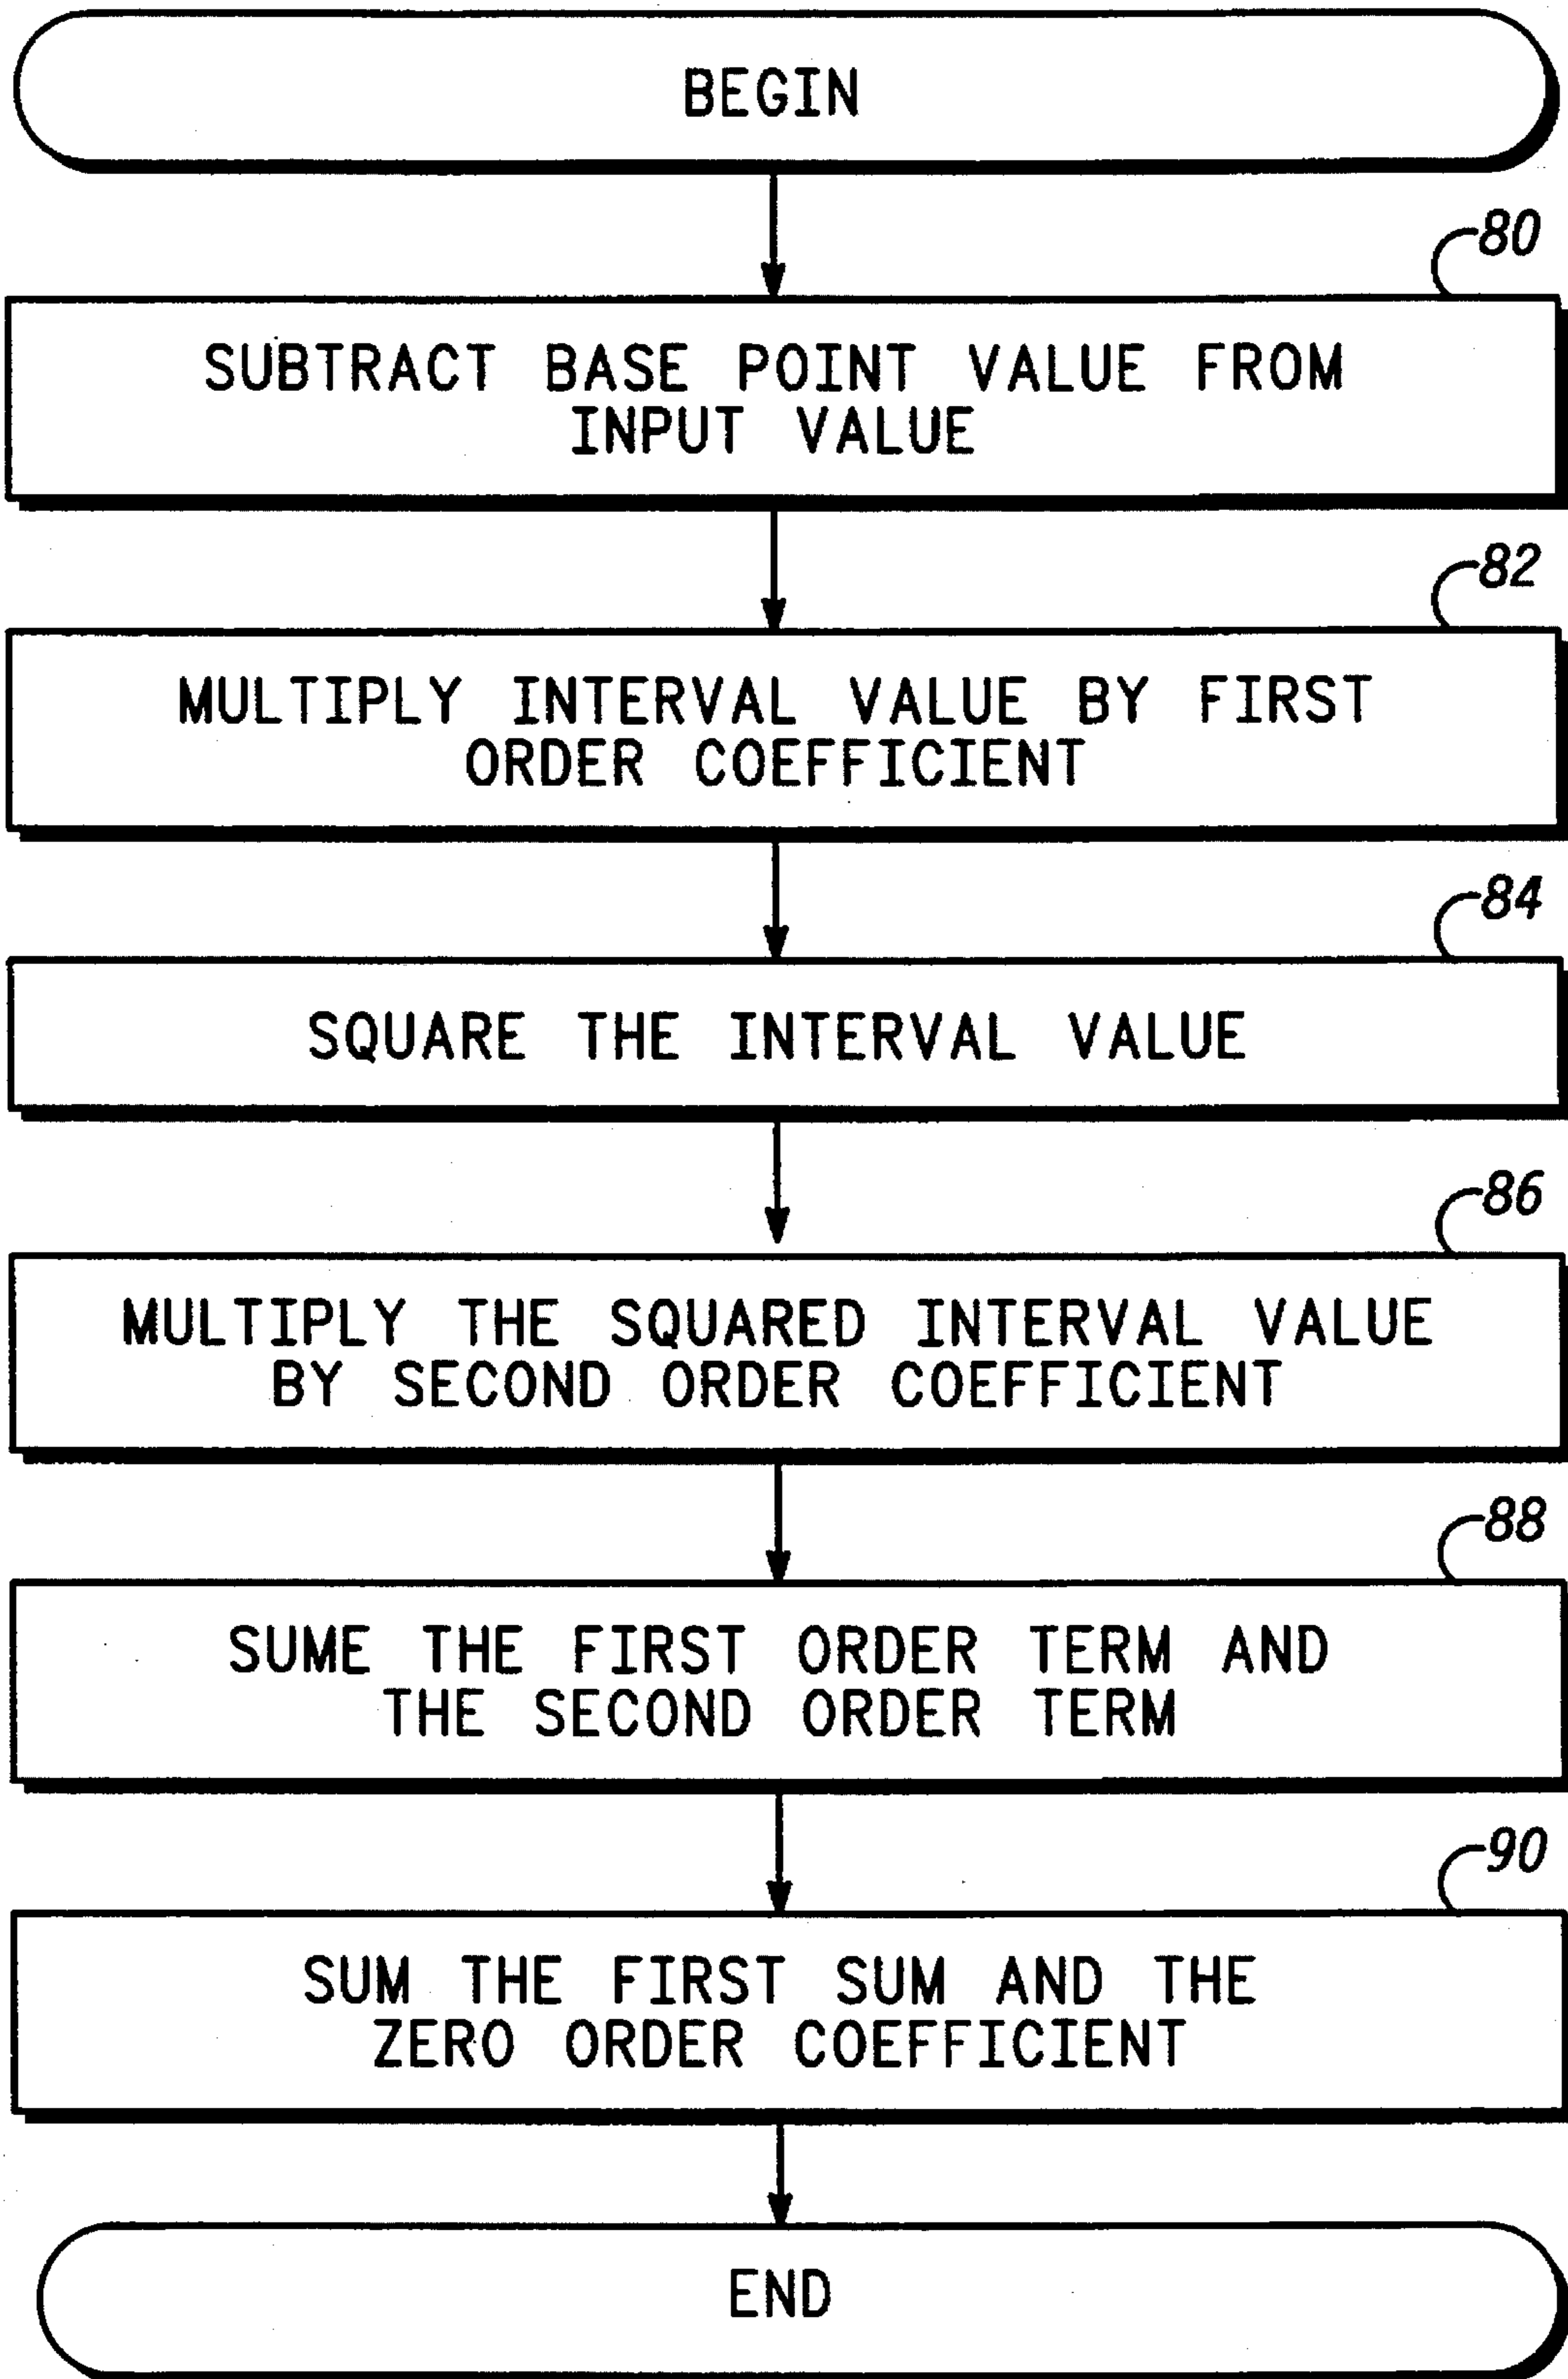 BEGIN
80
SUBTRACT BASE POINT VALUE FROM
INPUT VALUE
82
MULTIPLY INTERVAL VALUE BY FIRST
ORDER COEFFICIENT
84
SQUARE THE INTERVAL VALUE
86
MULTIPLY THE SQUARED INTERVAL VALUE
BY SECOND ORDER COEFFICIENT
88
SUME THE FIRST ORDER TERM AND
THE SECOND ORDER TERM
90
SUM THE FIRST SUM AND THE
ZERO ORDER COEFFICIENT
END